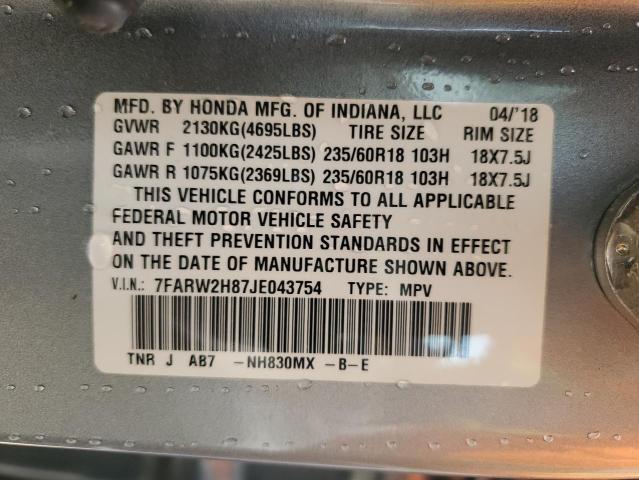 MFD. BY HONDA MFG. OF INDIANA, LLC 04/'18
GVWR 2130KG(4695LBS) TIRE SIZE RIM SIZE
GAWR F 1100KG(2425LBS) 235/60R18 103H 18X7.5J
GAWR R 1075KG(2369LBS) 235/60R18 103H 18X7.5J
THIS VEHICLE CONFORMS TO ALL APPLICABLE
FEDERAL MOTOR VEHICLE SAFETY
AND THEFT PREVENTION STANDARDS IN EFFECT
ON THE DATE OF MANUFACTURE SHOWN ABOVE.
V.I.N.: 7FARW2H87JE043754 TYPE: MPV
TNR J AB7 -NH830MX -B-E